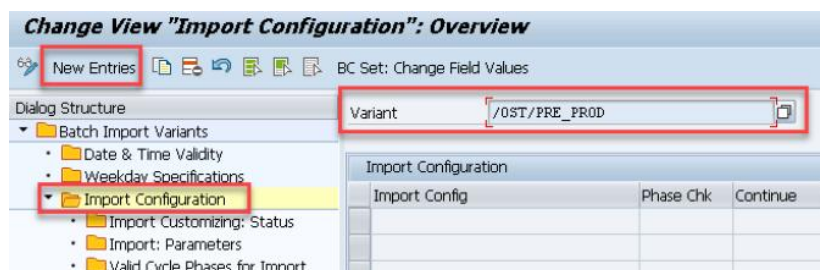 Change View "Import Configuration": Overview
New Entries BC Set: Change Field Values
Dialog Structure
Batch Import Variants
Date & Time Validity
Weekday Specifications
Import Configuration
Import Customizing: Status
Import: Parameters
Valid Cycle Phases for Import
Variant /OST/PRE_PROD
Import Configuration
Import Config Phase Chk Continue